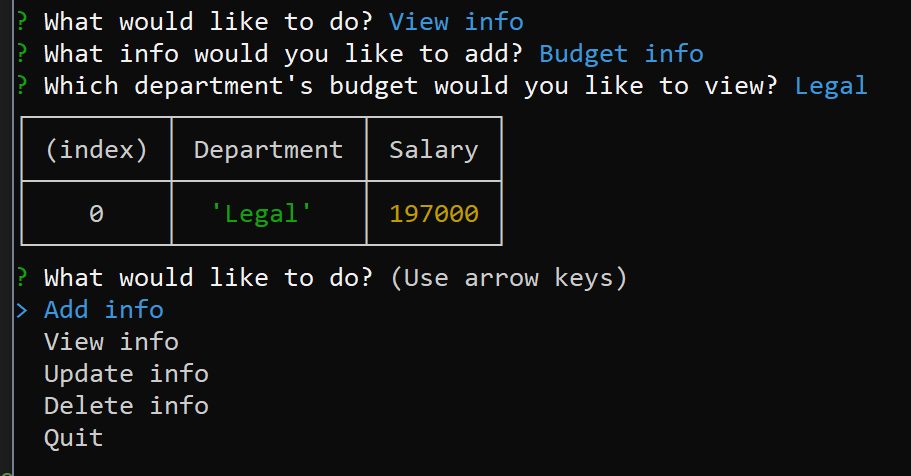 ? What would like to do? View info
? What info would you like to add? Budget info
? Which department's budget would you like to view? Legal
(index) Department Salary
0 'Legal' 197000
? What would like to do? (Use arrow keys)
> Add info
View info
Update info
Delete info
Quit